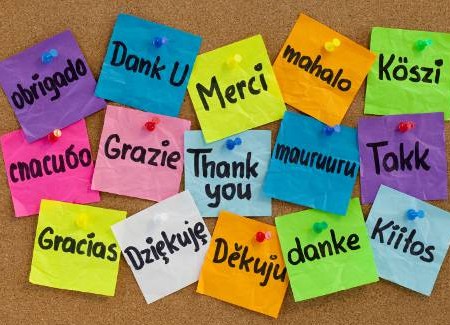 obrigado
Dank U
Merci
mahalo
Köszi
спасибо
Grazie
Thank
you
mauruuru
Takk
Gracias
Dziękuję
Děkuju
danke
Kiitos